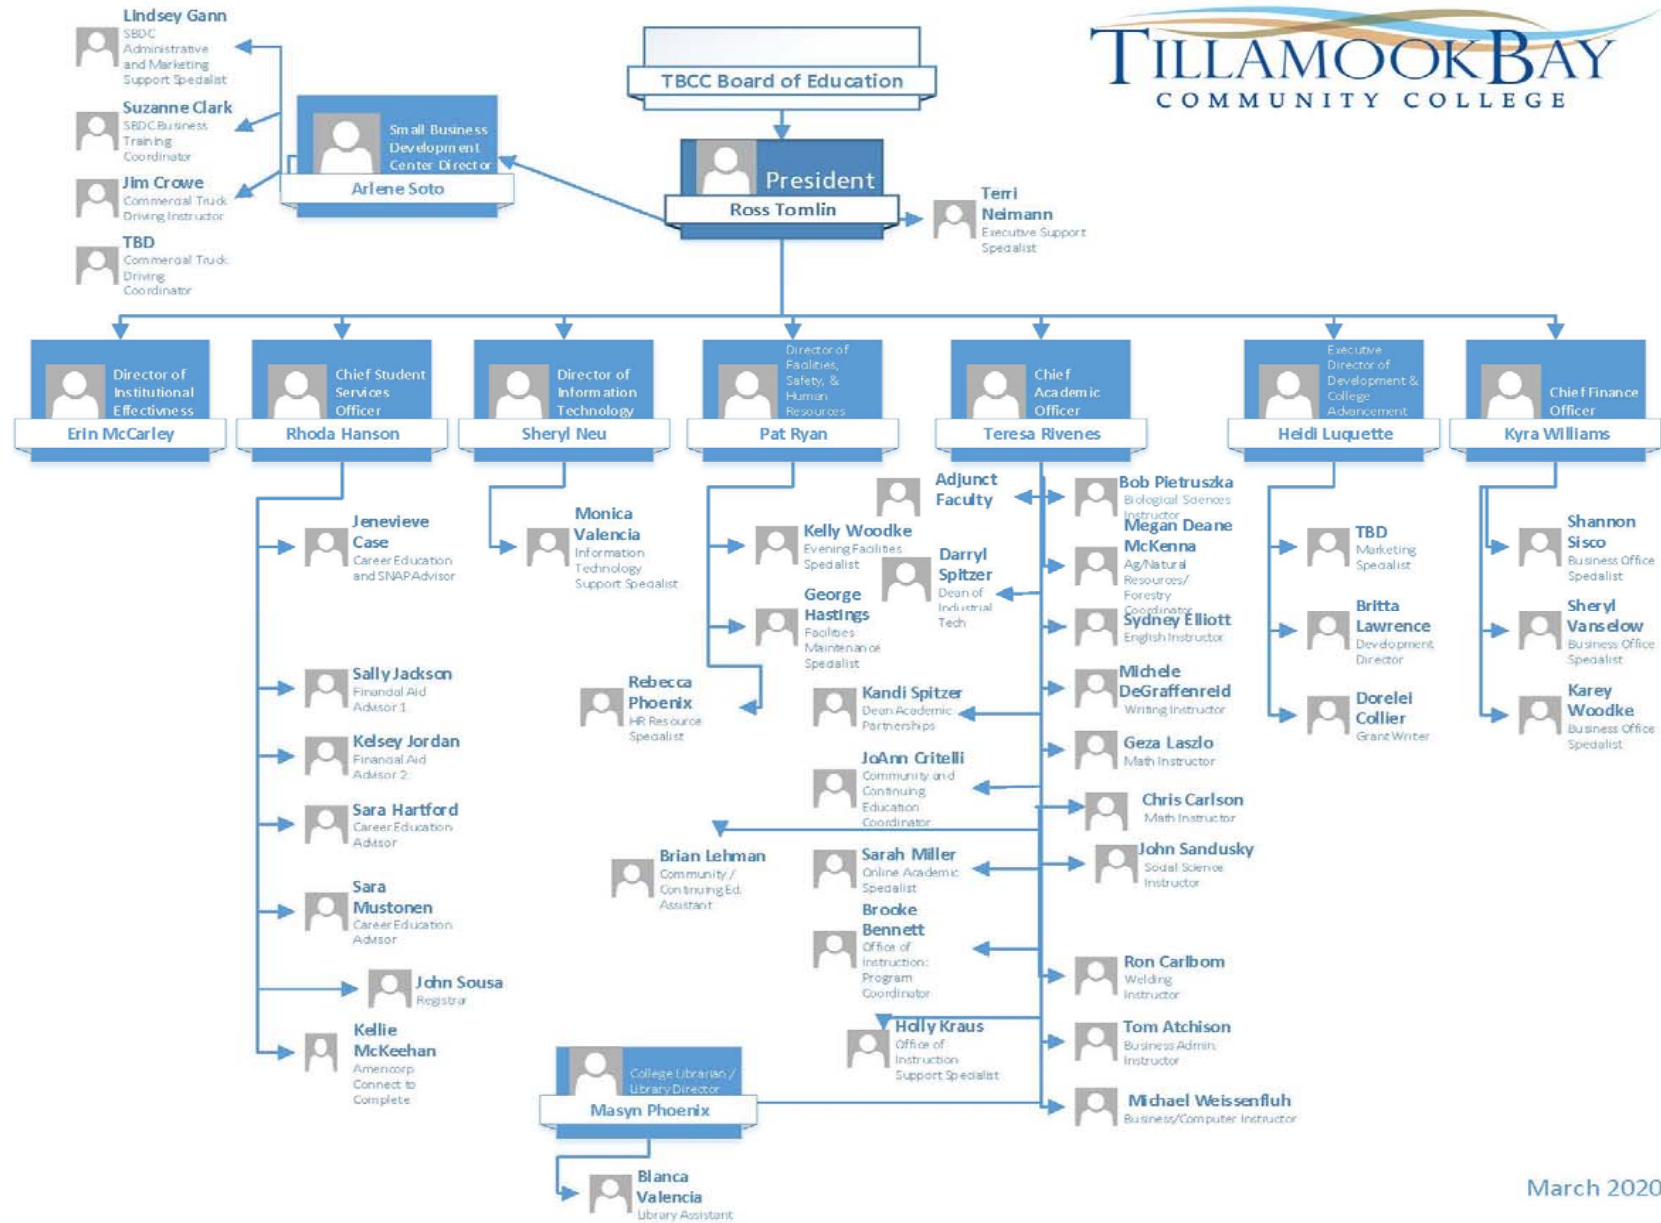 Lindsey Gann
SBDC
Administrative
and Marketing
Support Specialist
Suzanne Clark
SBDC Business
Training
Coordinator
Jim Crowe
Commercial Truck
Driving Instructor
TBD
Commercial Truck
Driving
Coordinator
Small Business
Development
Center Director
Arlene Soto
TBCC Board of Education
President
Ross Tomlin
Terri
Neimann
Executive Support
Specialist
TILLAMOOK BAY
COMMUNITY COLLEGE
Director of
Institutional
Effectivness
Erin McCarley
Chief Student
Services
Officer
Rhoda Hanson
Director of
Information
Technology
Sheryl Neu
Director of
Facilities,
Safety, &
Human
Resources
Pat Ryan
Chief
Academic
Officer
Teresa Rivenes
Executive
Director of
Development &
College
Advancement
Heidi Luquette
Chief Finance
Officer
Kyra Williams
Jenevieve
Case
Career Education
and SNAP Advisor
Sally Jackson
Financial Aid
Advisor 1
Kelsey Jordan
Financial Aid
Advisor 2
Sara Hartford
Career Education
Advisor
Sara
Mustonen
Career Education
Advisor
John Sousa
Registrar
Kellie
McKeehan
Americorp
Connect to
Complete
Monica
Valencia
Information
Technology
Support Specialist
Kelly Woodke
Evening Facilities
Specialist
George
Hastings
Facilities
Maintenance
Specialist
Rebecca
Phoenix
HR Resource
Specialist
Adjunct
Faculty
Darryl
Spitzer
Dean of
Industrial
Tech
Kandi Spitzer
Dean Academic
Partnerships
JoAnn Critelli
Community and
Continuing
Education
Coordinator
Brian Lehman
Community /
Continuing Ed.
Assistant
Sarah Miller
Online Academic
Specialist
Brooke
Bennett
Office of
Instruction:
Program
Coordinator
Holly Kraus
Office of
Instruction
Support Specialist
College Librarian /
Library Director
Masyn Phoenix
Blanca
Valencia
Library Assistant
Bob Pietruszka
Biological Sciences
Instructor
Megan Deane
McKenna
Ag/Natural
Resources/
Forestry
Coordinator
Sydney Elliott
English Instructor
Michele
DeGraffenreid
Writing Instructor
Geza Laszlo
Math Instructor
Chris Carlson
Math Instructor
John Sandusky
Social Science
Instructor
Ron Carlbom
Welding
Instructor
Tom Atchison
Business Admin.
Instructor
Michael Weissenfluh
Business/Computer Instructor
TBD
Marketing
Specialist
Britta
Lawrence
Development
Director
Dorelei
Collier
Grant Writer
Shannon
Sisco
Business Office
Specialist
Sheryl
Vanselow
Business Office
Specialist
Karey
Woodke
Business Office
Specialist
March 2020